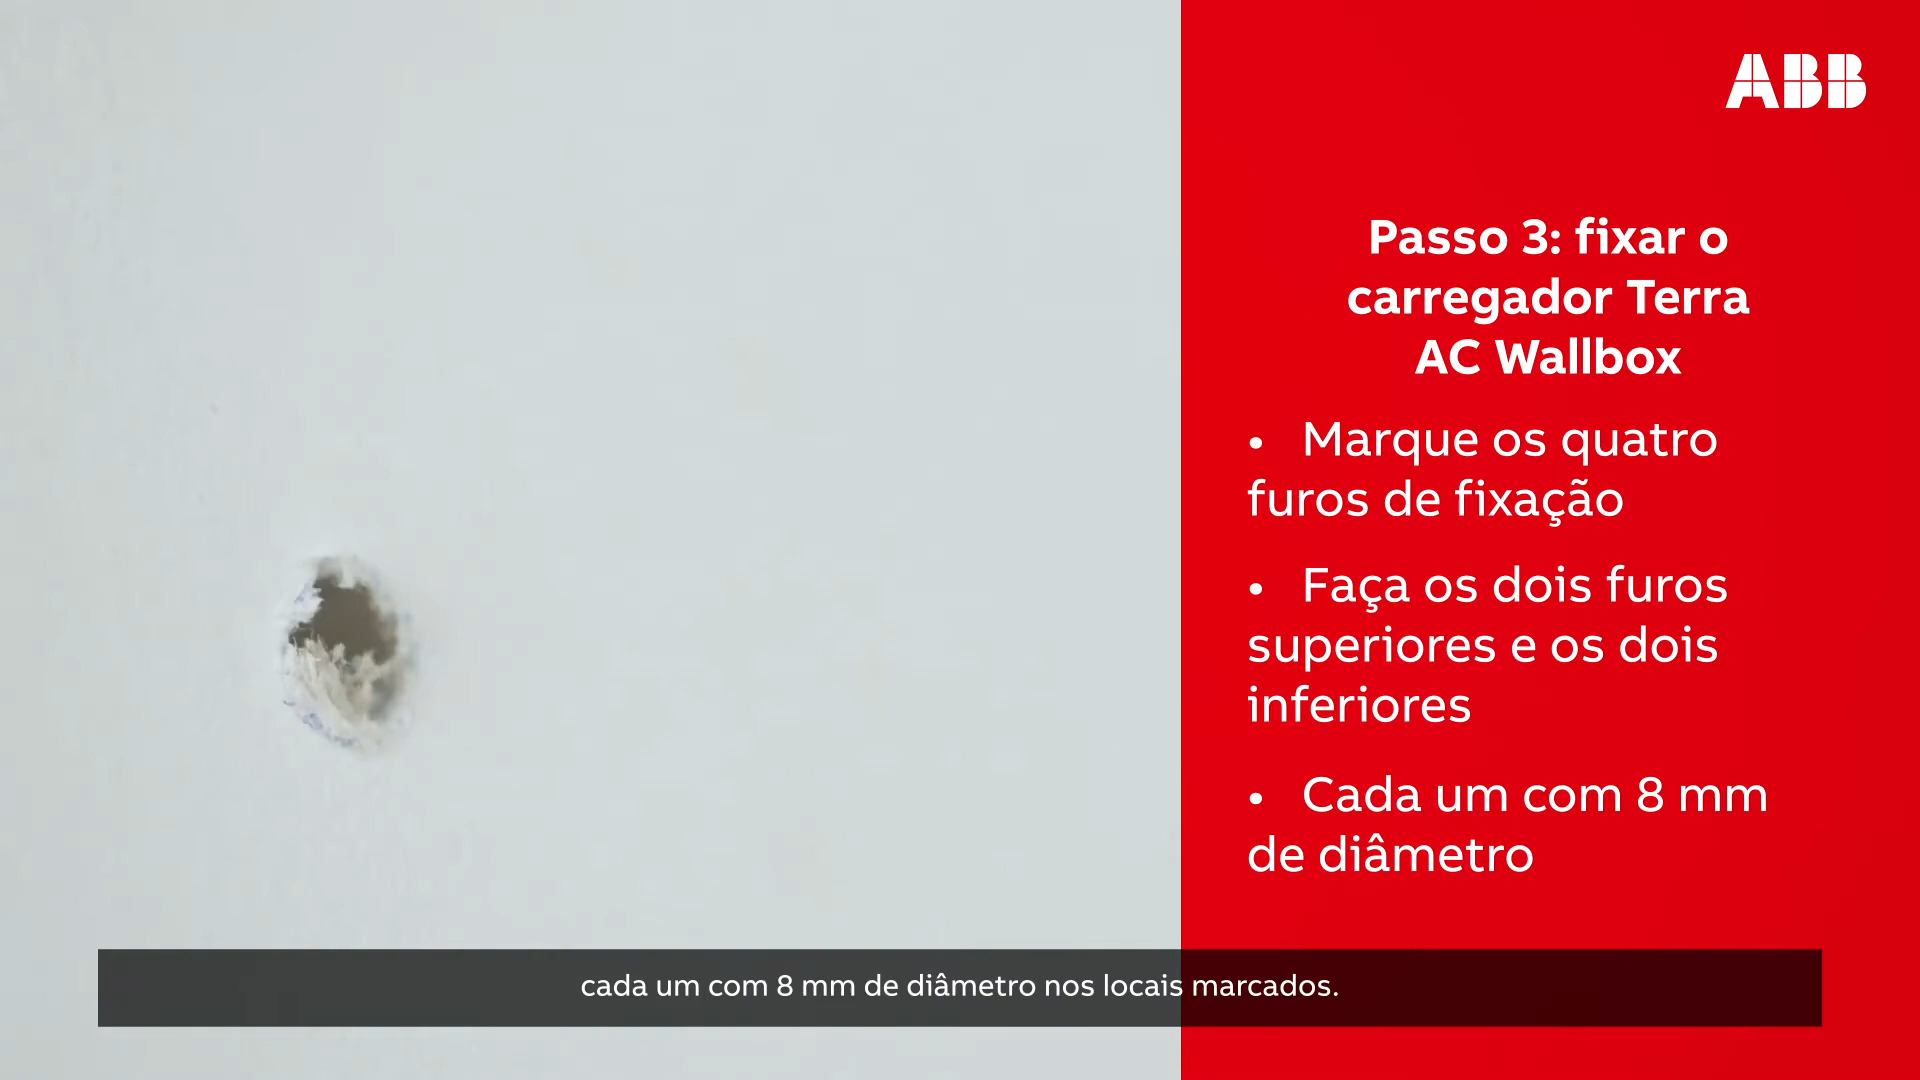 ABB
Passo 3: fixar o
carregador Terra
AC Wallbox
• Marque os quatro
furos de fixação
• Faça os dois furos
superiores e os dois
inferiores
• Cada um com 8 mm
de diâmetro
cada um com 8 mm de diâmetro nos locais marcados.